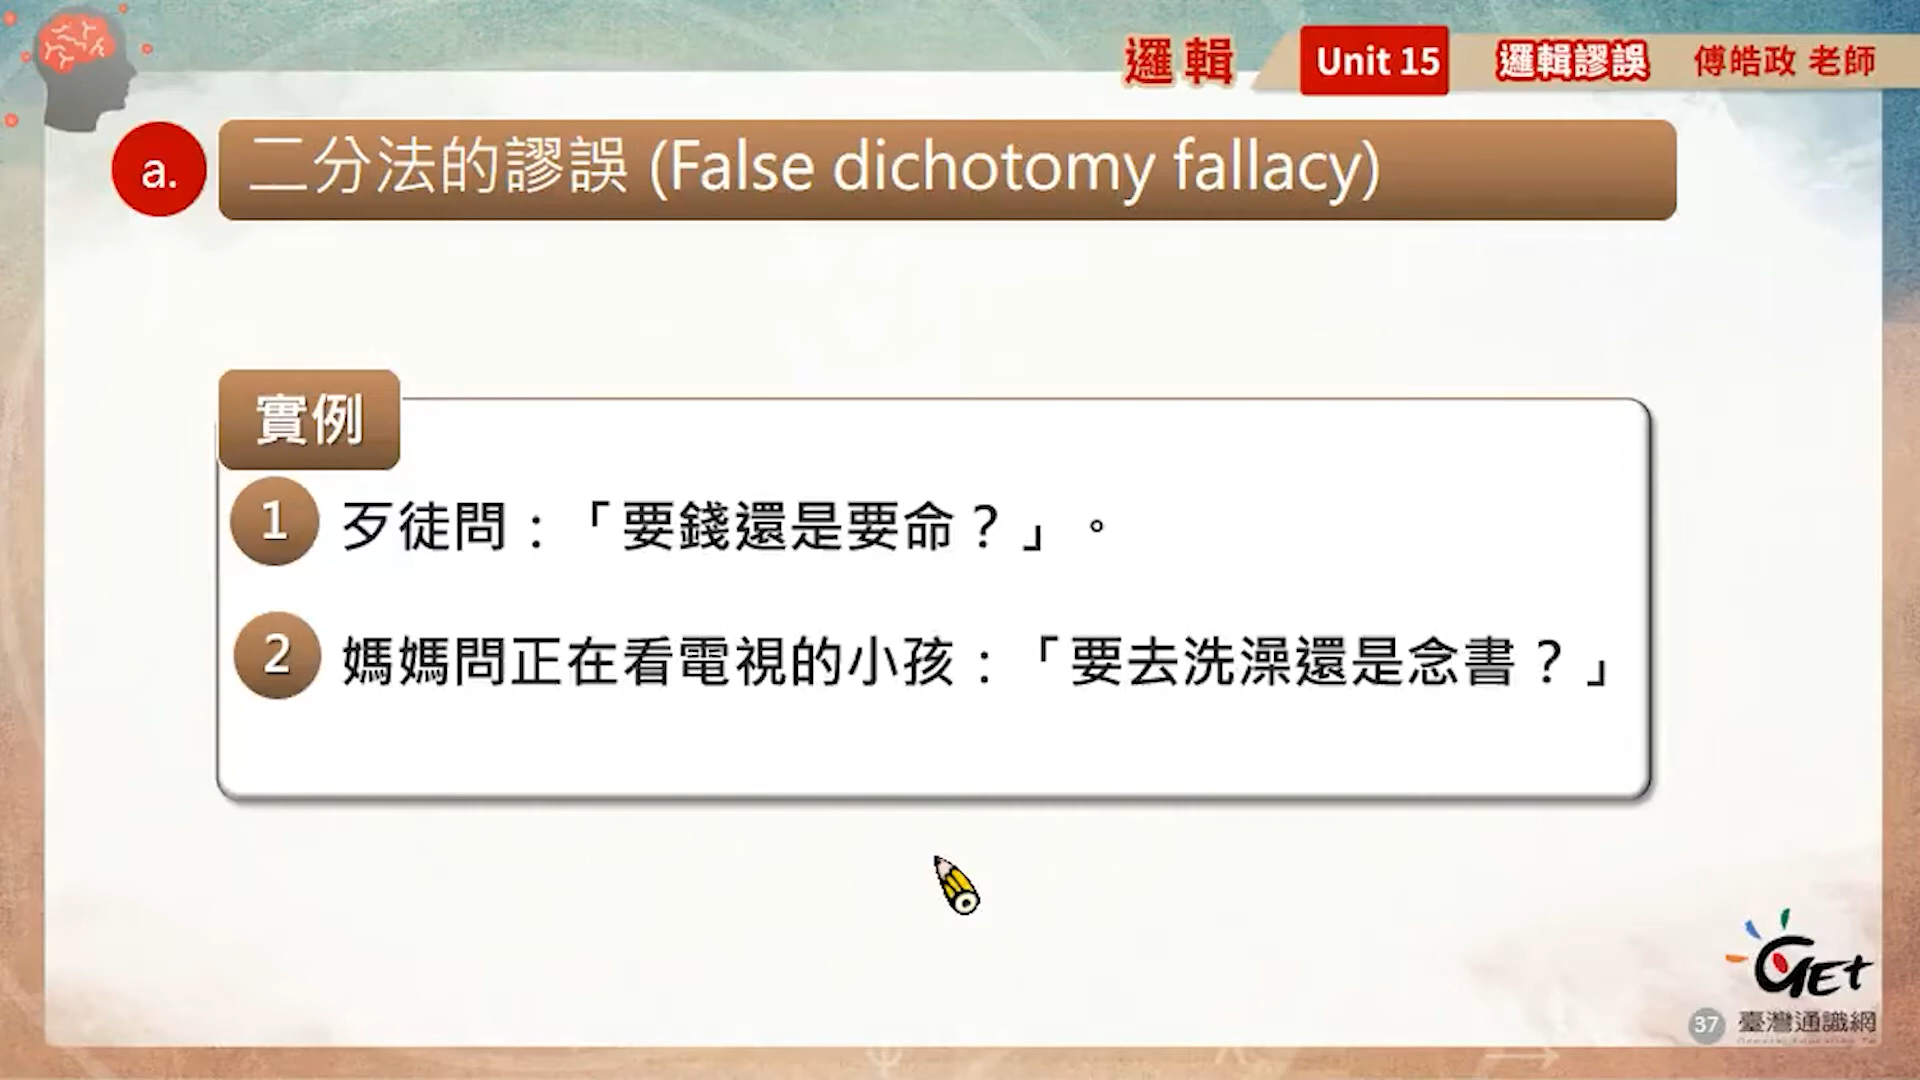 邏輯 Unit 15 邏輯謬誤 傅皓政 老師
a. 二分法的謬誤 (False dichotomy fallacy)
實例
1 歹徒問：「要錢還是要命？」。
2 媽媽問正在看電視的小孩：「要去洗澡還是念書？」
GET
37 臺灣通識網